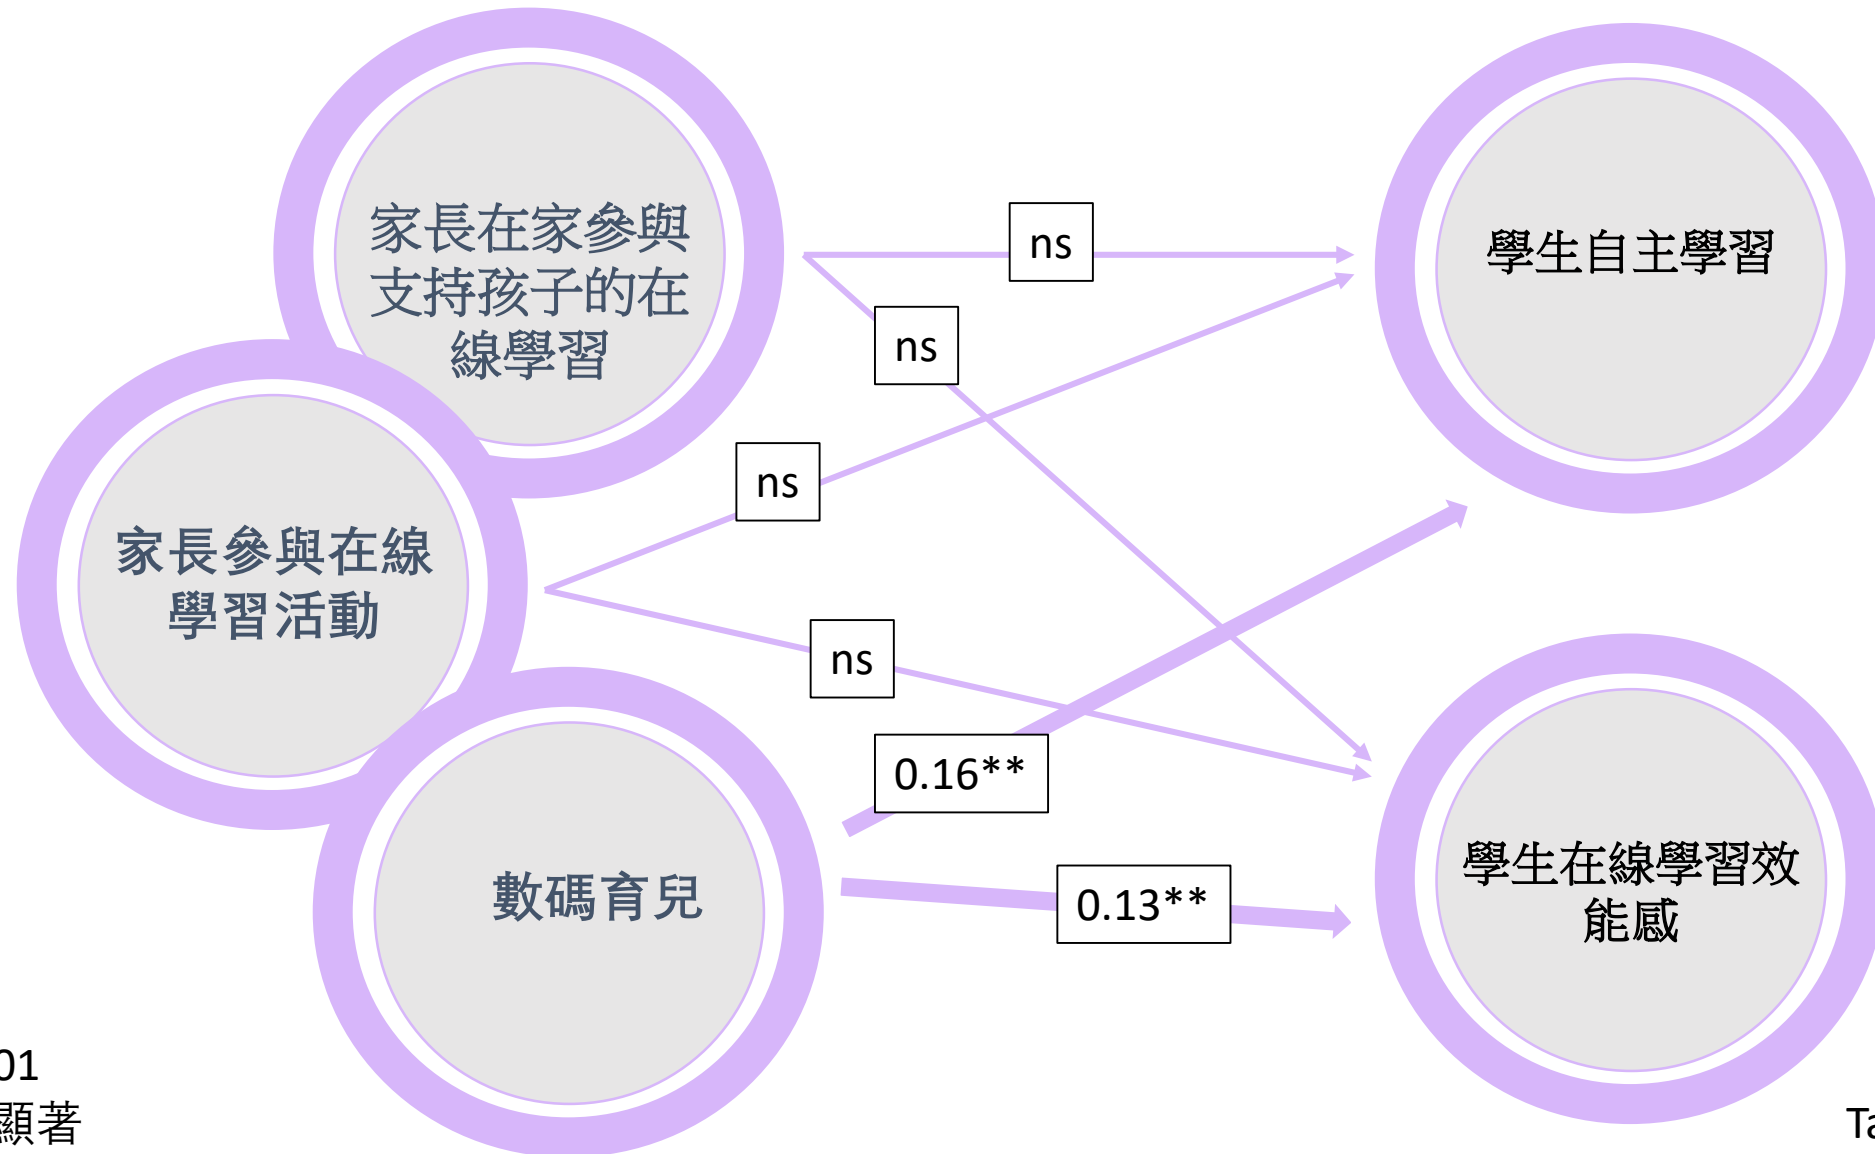 家長在家參與
支持孩子的在
線學習
家長參與在線
學習活動
數碼育兒
ns
ns
ns
ns
0.16**
0.13**
學生自主學習
學生在線學習效
能感
01
顯著
Ta